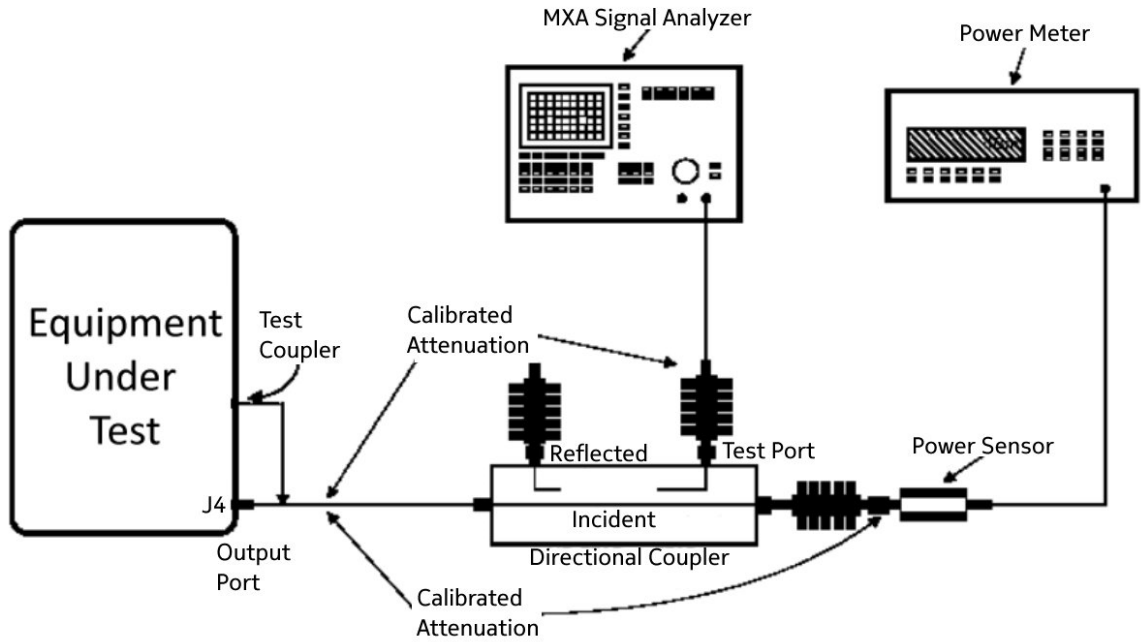 MXA Signal Analyzer
Power Meter
Equipment
Under
Test
Test
Coupler
Calibrated
Attenuation
Reflected
Test Port
Power Sensor
J4
Incident
Output
Port
Directional Coupler
Calibrated
Attenuation